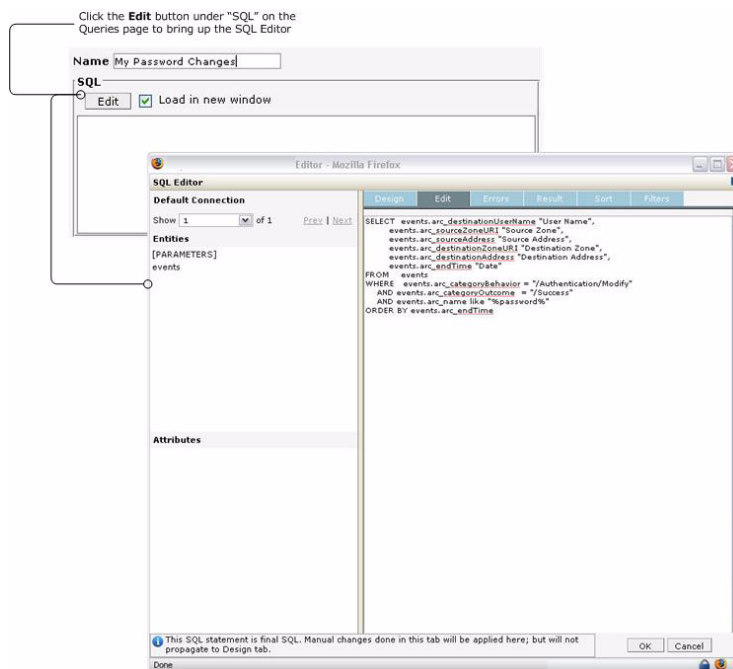 Click the Edit button under "SQL" on the
Queries page to bring up the SQL Editor
Name My Password Changes
SQL
Edit Load in new window
Editor - Mozilla Firefox
SQL Editor
Default Connection
Show 1 of 1 Prev | Next
Entities
[PARAMETERS]
events
Attributes
Design Edit Errors Result Sort Filters
SELECT events.arc_destinationUserName "User Name",
events.arc_sourceZoneURI "Source Zone",
events.arc_sourceAddress "Source Address",
events.arc_destinationZoneURI "Destination Zone",
events.arc_destinationAddress "Destination Address",
events.arc_endTime "Date"
FROM events
WHERE events.arc_categoryBehavior = "/Authentication/Modify"
AND events.arc_categoryOutcome = "/Success"
AND events.arc_name like "%password%"
ORDER BY events.arc_endTime
This SQL statement is final SQL. Manual changes done in this tab will be applied here; but will not
propagate to Design tab.
OK Cancel
Done